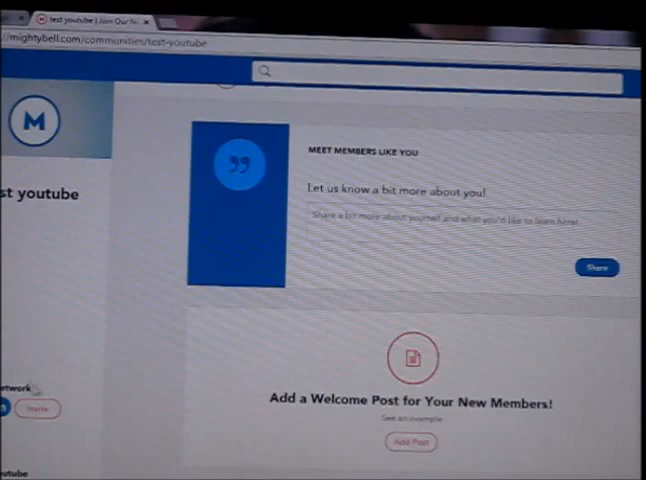 test youtube | Join Our N
//mightybell.com/communities/test-youtube
M
MEET MEMBERS LIKE YOU
Let us know a bit more about you!
Share a bit more about yourself and what you'd like to learn here!
Share
st youtube
Add a Welcome Post for Your New Members!
See an example
Add Post
etwork
Invite
utube